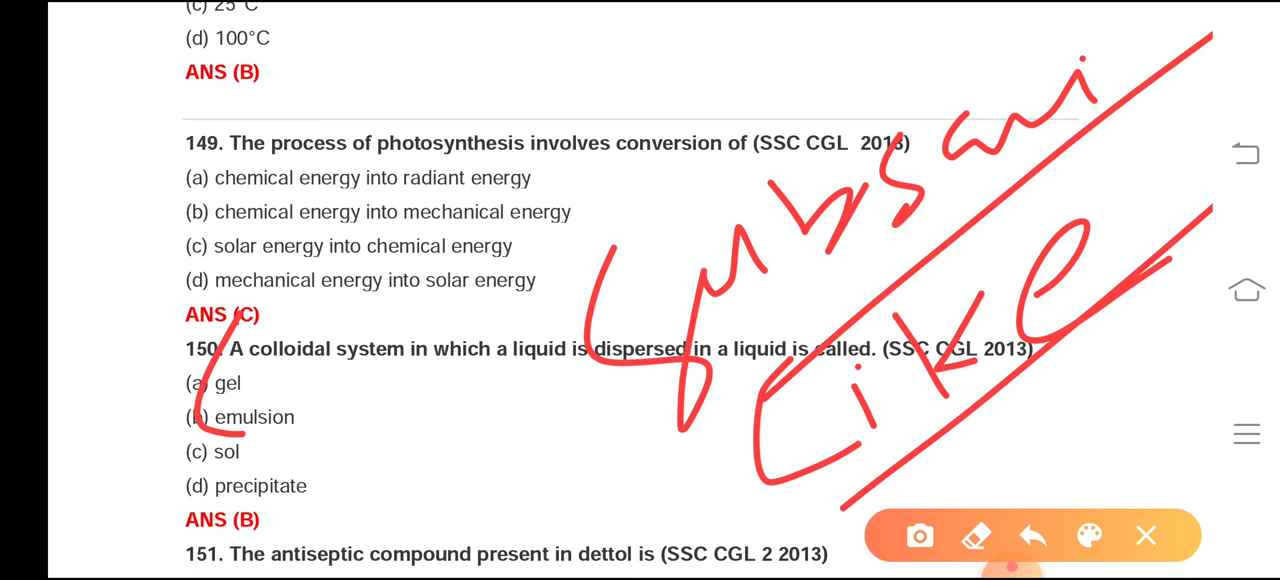 (c) 25°C
(d) 100°C
ANS (B)
149. The process of photosynthesis involves conversion of (SSC CGL 2013)
(a) chemical energy into radiant energy
(b) chemical energy into mechanical energy
(c) solar energy into chemical energy
(d) mechanical energy into solar energy
ANS (C)
150. A colloidal system in which a liquid is dispersed in a liquid is called. (SSC CGL 2013)
(a) gel
(b) emulsion
(c) sol
(d) precipitate
ANS (B)
151. The antiseptic compound present in dettol is (SSC CGL 2 2013)
Like